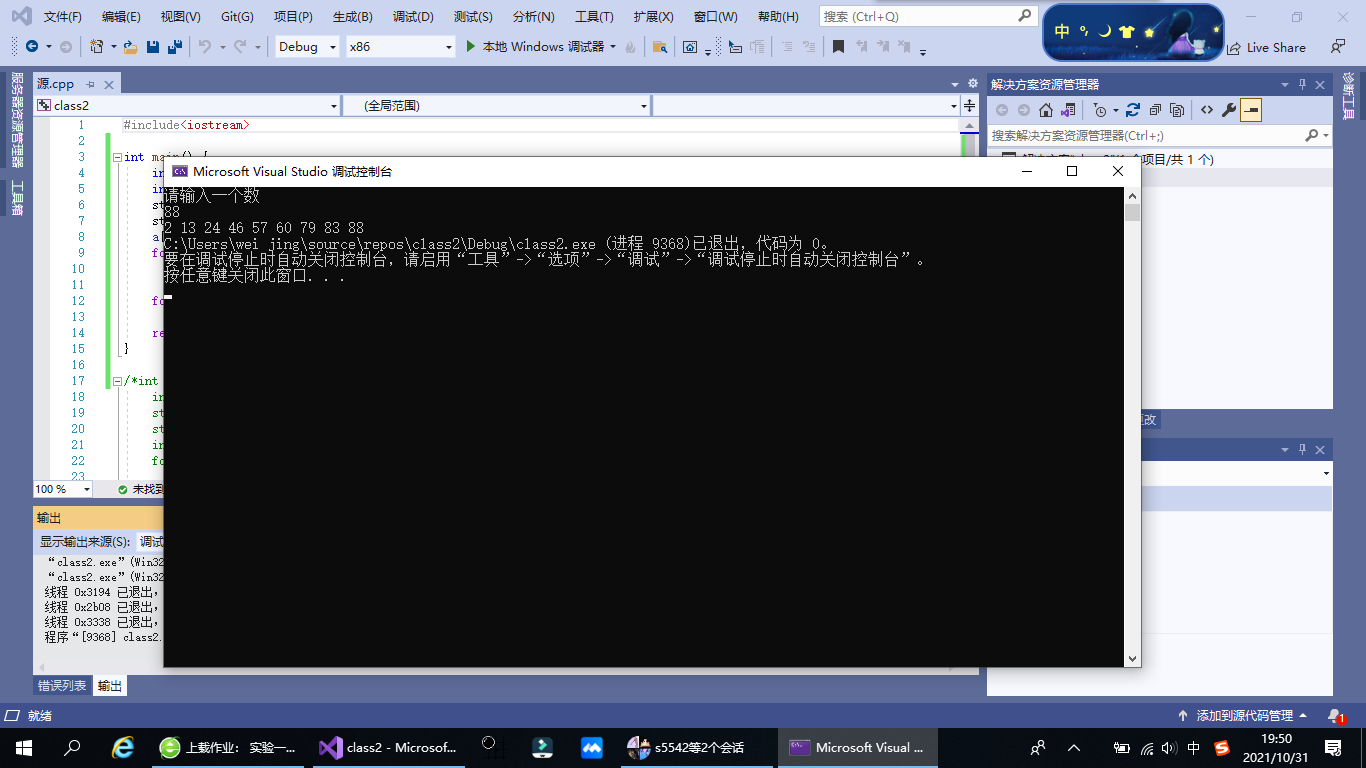 文件(F) 编辑(E) 视图(V) Git(G) 项目(P) 生成(B) 调试(D) 测试(S) 分析(N) 工具(T) 扩展(X) 窗口(W) 帮助(H) 搜索 (Ctrl+Q)
中
Debug x86 本地 Windows 调试器 Live Share
服务器资源管理器
工具箱
源.cpp
class2 (全局范围)
1 #include<iostream>
2
3 int main() {
4 in
5 in
6 st
7 st
8 a
9 fo
10
11
12 fo
13
14 re
15 }
16
17 /*int
18 in
19 st
20 st
21 in
22 fo
23
100 % 未找到
Microsoft Visual Studio 调试控制台
请输入一个数
88
2 13 24 46 57 60 79 83 88
C:\Users\wei jing\source\repos\class2\Debug\class2.exe (进程 9368)已退出，代码为 0。
要在调试停止时自动关闭控制台，请启用“工具”->“选项”->“调试”->“调试停止时自动关闭控制台”。
按任意键关闭此窗口. . .
解决方案资源管理器
搜索解决方案资源管理器(Ctrl+;)
个项目/共 1 个)
诊断工具
更改
输出
显示输出来源(S): 调试
“class2.exe”(Win32
“class2.exe”(Win32
线程 0x3194 已退出，
线程 0x2b08 已退出，
线程 0x3338 已退出，
程序“[9368] class2.
错误列表 输出
就绪 添加到源代码管理 1
上载作业： 实验一... class2 - Microsof... s5542等2个会话 Microsoft Visual ... 中 19:50
2021/10/31